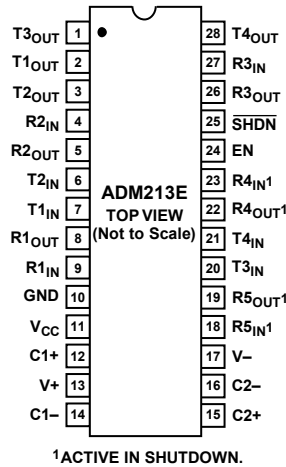 T3OUT 1 28 T4OUT
T1OUT 2 27 R3IN
T2OUT 3 26 R3OUT
R2IN 4 25 SHDN
R2OUT 5 24 EN
T2IN 6 23 R4IN1
ADM213E
T1IN 7 TOP VIEW 22 R4OUT1
R1OUT 8 (Not to Scale) 21 T4IN
R1IN 9 20 T3IN
GND 10 19 R5OUT1
VCC 11 18 R5IN1
C1+ 12 17 V–
V+ 13 16 C2–
C1– 14 15 C2+
1ACTIVE IN SHUTDOWN.